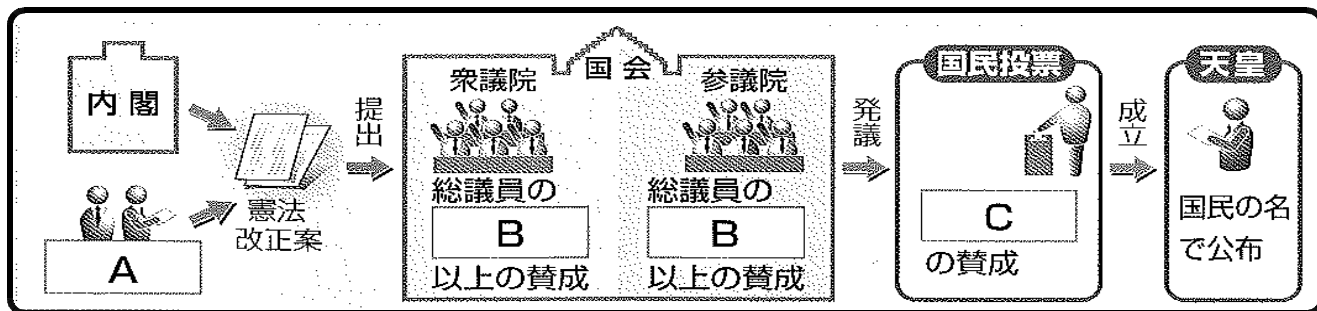 内閣
A
憲法
改正案
提出
国会
衆議院
総議員の
B
以上の賛成
参議院
総議員の
B
以上の賛成
発議
国民投票
C
の賛成
成立
天皇
国民の名
で公布